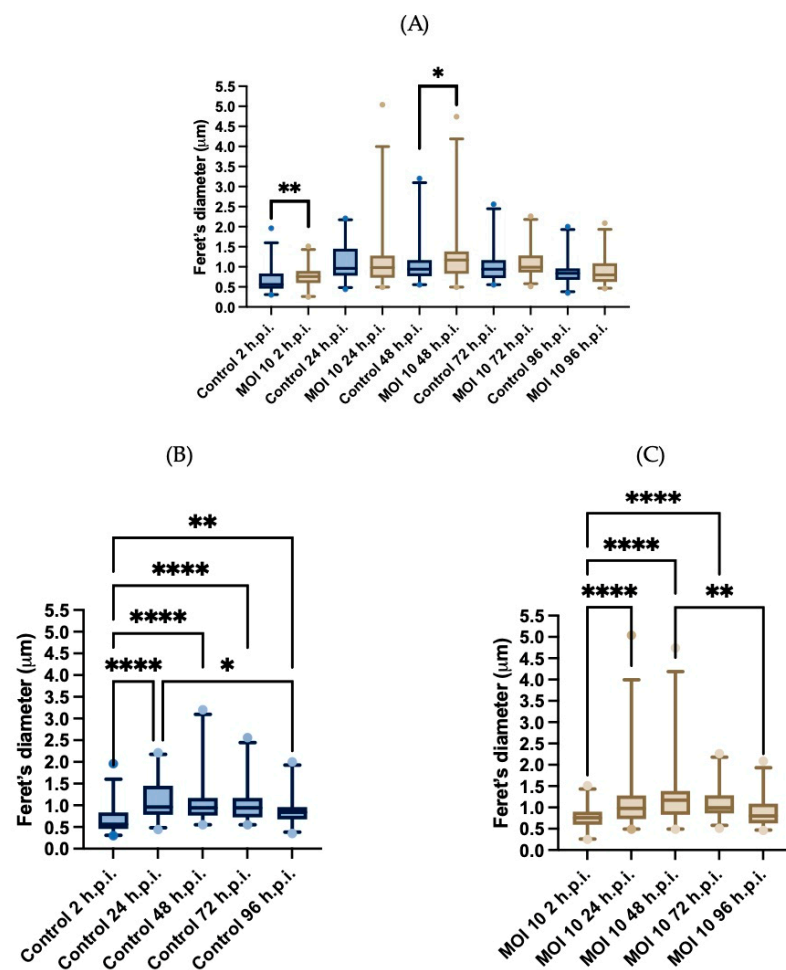 (A)
Feret's diameter (μm)
5.5
5.0
4.5
4.0
3.5
3.0
2.5
2.0
1.5
1.0
0.5
0.0
**
*
Control 2 h.p.i.
MOI 10 2 h.p.i.
Control 24 h.p.i.
MOI 10 24 h.p.i.
Control 48 h.p.i.
MOI 10 48 h.p.i.
Control 72 h.p.i.
MOI 10 72 h.p.i.
Control 96 h.p.i.
MOI 10 96 h.p.i.
(B)
**
****
****
**** *
Feret's diameter (μm)
5.5
5.0
4.5
4.0
3.5
3.0
2.5
2.0
1.5
1.0
0.5
0.0
Control 2 h.p.i.
Control 24 h.p.i.
Control 48 h.p.i.
Control 72 h.p.i.
Control 96 h.p.i.
(C)
****
****
**** **
Feret's diameter (μm)
5.5
5.0
4.5
4.0
3.5
3.0
2.5
2.0
1.5
1.0
0.5
0.0
MOI 10 2 h.p.i.
MOI 10 24 h.p.i.
MOI 10 48 h.p.i.
MOI 10 72 h.p.i.
MOI 10 96 h.p.i.